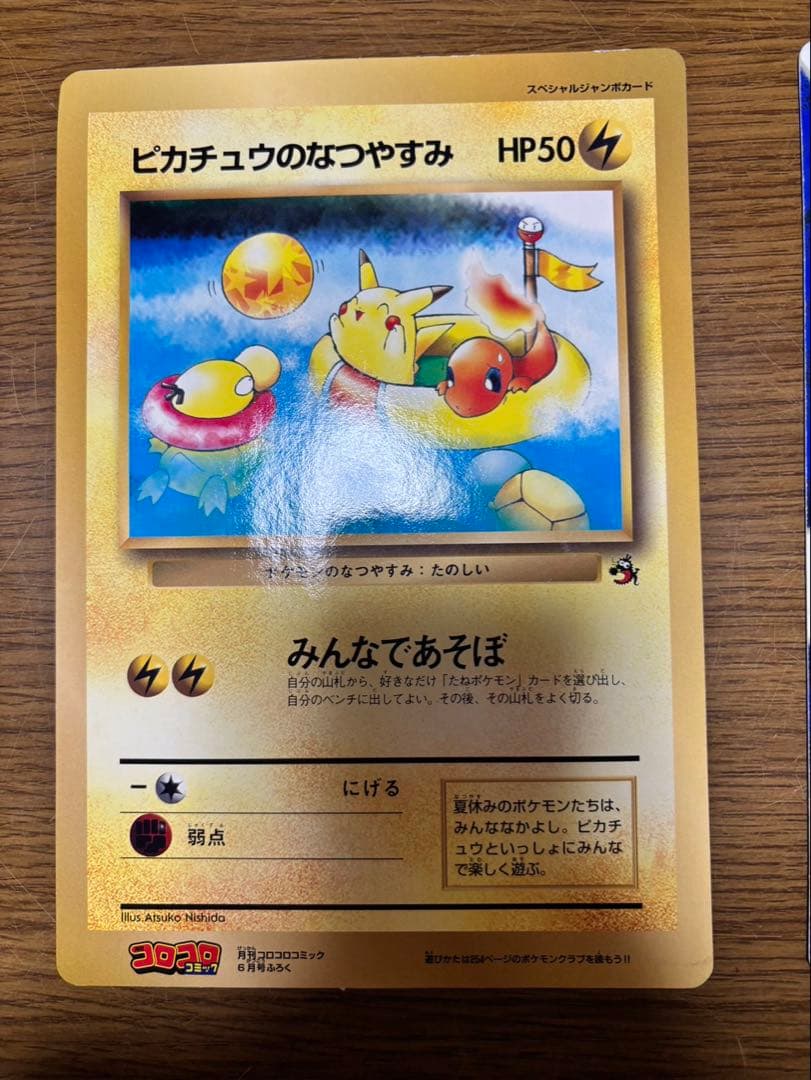 スペシャルジャンボカード
ピカチュウのなつやすみ HP50
ポケモンのなつやすみ：たのしい
みんなであそぼ
自分の山札から、好きなだけ「たねポケモン」カードを選び出し、
自分のベンチに出してよい。その後、その山札をよく切る。
ー にげる
弱点
夏休みのポケモンたちは、
みんななかよし。ピカチ
ュウといっしょにみんな
で楽しく遊ぶ。
Illus.Atsuko Nishida
コロコロ
コミック
月刊コロコロコミック
6月号ふろく
遊びかたは254ページのポケモンクラブを読もう!!